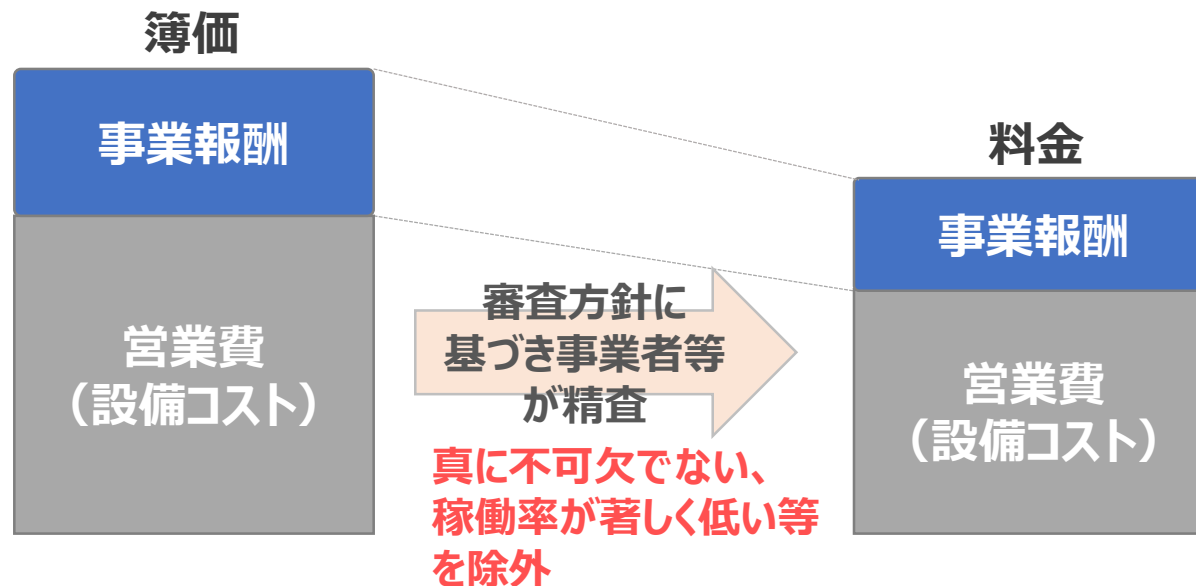 簿価
事業報酬
営業費
（設備コスト）
審査方針に
基づき事業者等
が精査
真に不可欠でない、
稼働率が著しく低い等
を除外
料金
事業報酬
営業費
（設備コスト）